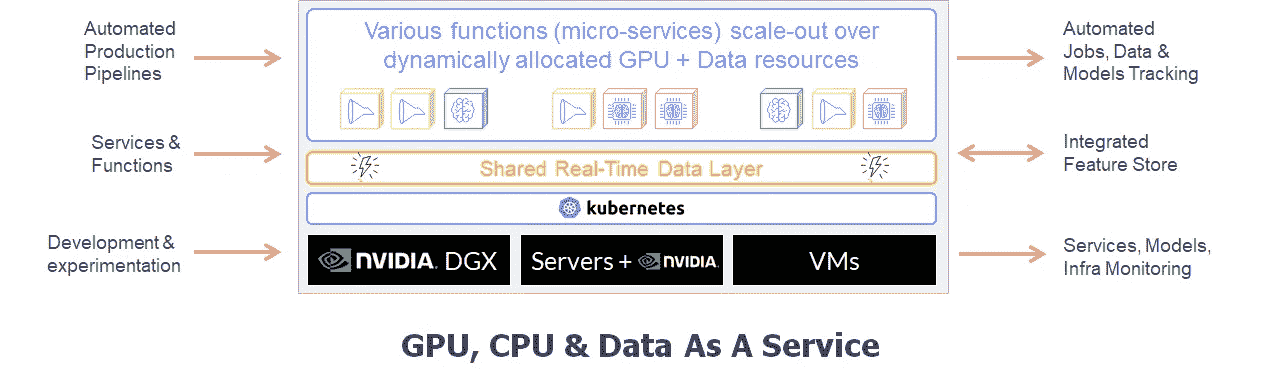 Automated
Production
Pipelines
Services &
Functions
Development &
experimentation
Various functions (micro-services) scale-out over
dynamically allocated GPU + Data resources
Shared Real-Time Data Layer
kubernetes
NVIDIA. DGX
Servers + NVIDIA.
VMs
Automated
Jobs, Data &
Models Tracking
Integrated
Feature Store
Services, Models,
Infra Monitoring
GPU, CPU & Data As A Service